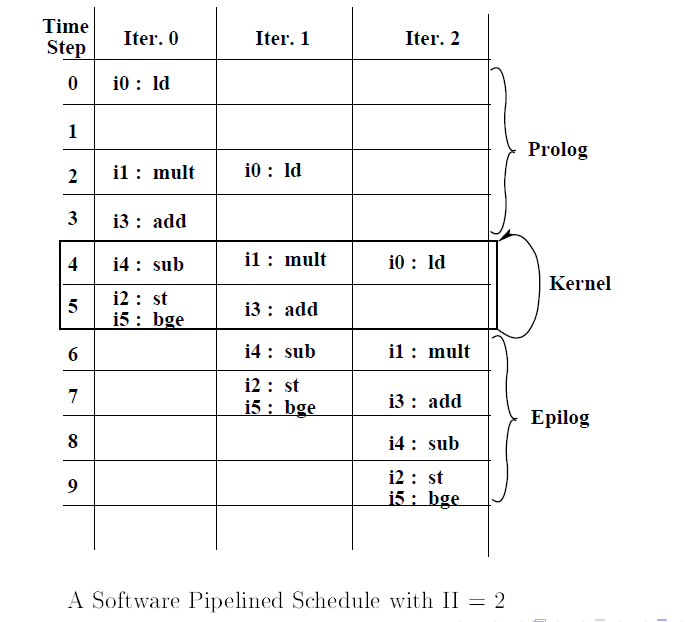 Time Step Iter. 0 Iter. 1 Iter. 2
0 i0 : ld
1
Prolog
2 i1 : mult i0 : ld
3 i3 : add
4 i4 : sub i1 : mult i0 : ld
Kernel
5 i2 : st i5 : bge i3 : add
6 i4 : sub i1 : mult
7 i2 : st i5 : bge i3 : add
Epilog
8 i4 : sub
9 i2 : st i5 : bge
A Software Pipelined Schedule with II = 2